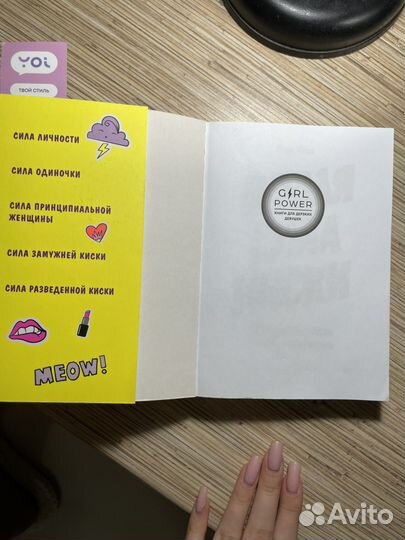 YOi
ТВОЙ СТИЛЬ
СИЛА ЛИЧНОСТИ
СИЛА ОДИНОЧКИ
СИЛА ПРИНЦИПИАЛЬНОЙ
ЖЕНЩИНЫ
СИЛА ЗАМУЖНЕЙ КИСКИ
СИЛА РАЗВЕДЕННОЙ КИСКИ
MEOW!
GIRL
POWER
КНИГИ ДЛЯ ДЕРЗКИХ
ДЕВУШЕК
Avito